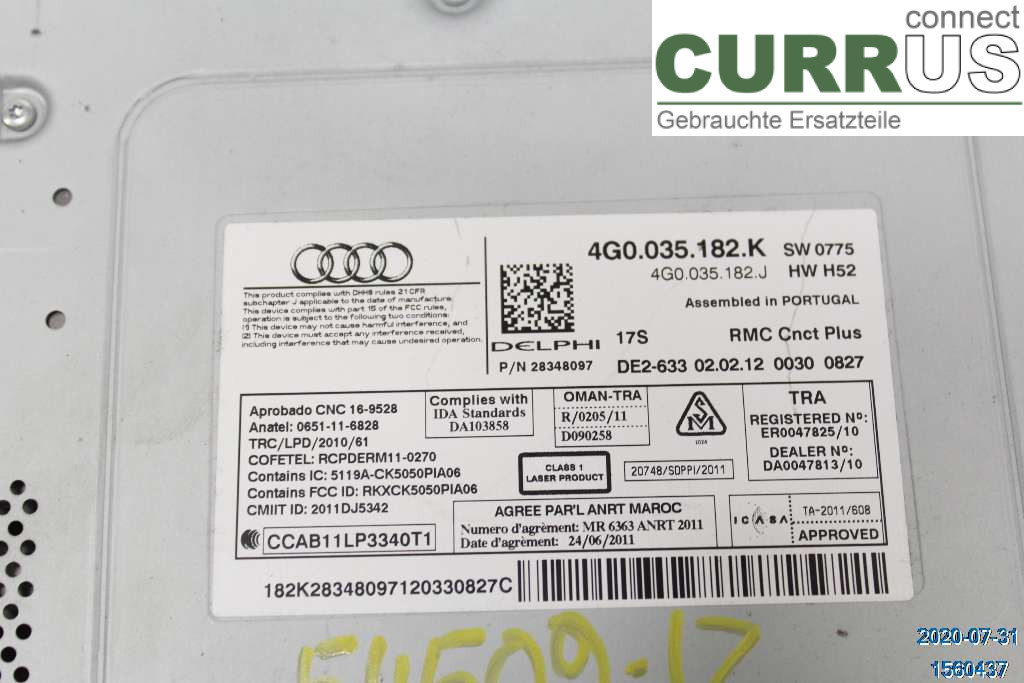 connect
CURRUS
Gebrauchte Ersatzteile
This product complies with DHHS rules 21 CFR
subchapter J applicable to the date of manufacture.
This device complies with part 15 of the FCC rules,
operation is subject to the following two conditions:
(1) This device may not cause harmful interference, and
(2) This device must accept any interference received,
including interference that may cause undesired operation.
DELPHI
P/N 28348097
4G0.035.182.K SW 0775
4G0.035.182.J HW H52
Assembled in PORTUGAL
17S RMC Cnct Plus
DE2-633 02.02.12 0030 0827
Aprobado CNC 16-9528
Anatel: 0651-11-6828
TRC/LPD/2010/61
COFETEL: RCPDERM11-0270
Contains IC: 5119A-CK5050PIA06
Contains FCC ID: RKXCK5050PIA06
CMIIT ID: 2011DJ5342
CCAB11LP3340T1
Complies with
IDA Standards
DA103858
OMAN-TRA
R/0205/11
D090258
CLASS 1
LASER PRODUCT
20748/SDPPI/2011
TRA
REGISTERED Nº:
ER0047825/10
DEALER Nº:
DA0047813/10
AGREE PAR'L ANRT MAROC
Numero d'agrément: MR 6363 ANRT 2011
Date d'agrément: 24/06/2011
ICASA
TA-2011/608
APPROVED
182K28348097120330827C
2020-07-31
1560437